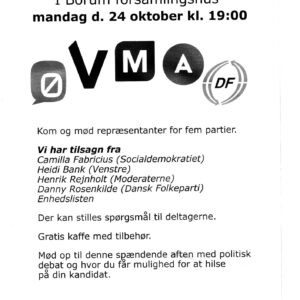 I Borum forsamlingshus
mandag d. 24 oktober kl. 19:00
Ø V M A DF
Kom og mød repræsentanter for fem partier.
Vi har tilsagn fra
Camilla Fabricius (Socialdemokratiet)
Heidi Bank (Venstre)
Henrik Rejnholt (Moderaterne)
Danny Rosenkilde (Dansk Folkeparti)
Enhedslisten
Der kan stilles spørgsmål til deltagerne.
Gratis kaffe med tilbehør.
Mød op til denne spændende aften med politisk
debat og hvor du får mulighed for at hilse
på din kandidat.